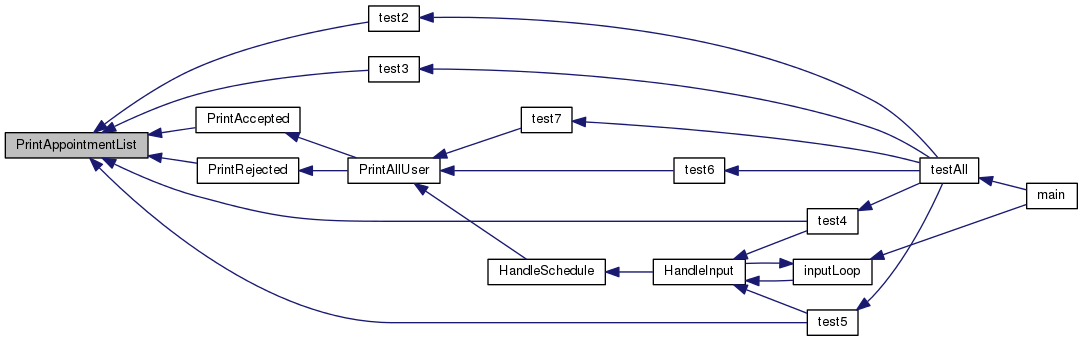 test2
test3
PrintAccepted
test7
PrintAppointmentList
PrintRejected
PrintAllUser
test6
testAll
main
test4
HandleSchedule
HandleInput
inputLoop
test5